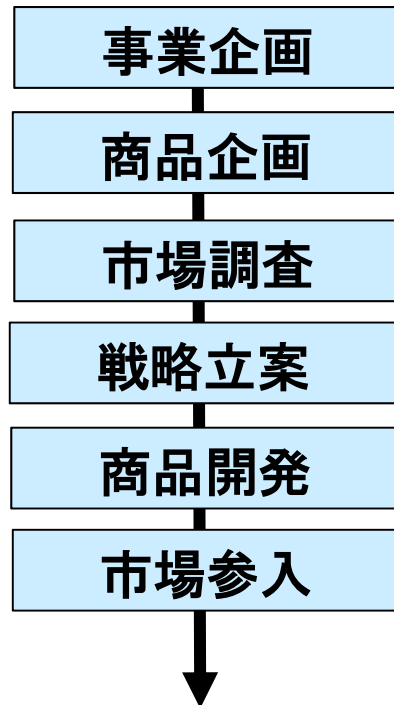 事業企画
商品企画
市場調査
戦略立案
商品開発
市場参入